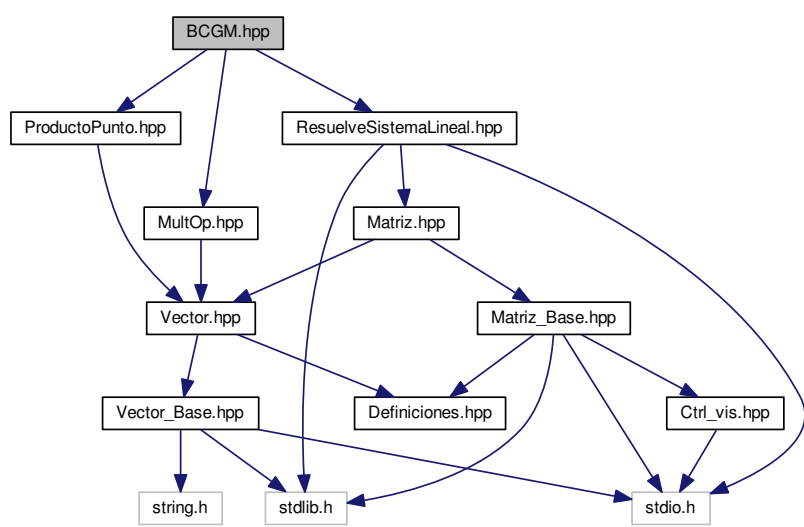 BCGM.hpp
ProductoPunto.hpp
ResuelveSistemaLineal.hpp
MultOp.hpp
Matriz.hpp
Vector.hpp
Matriz_Base.hpp
Vector_Base.hpp
Definiciones.hpp
Ctrl_vis.hpp
string.h
stdlib.h
stdio.h